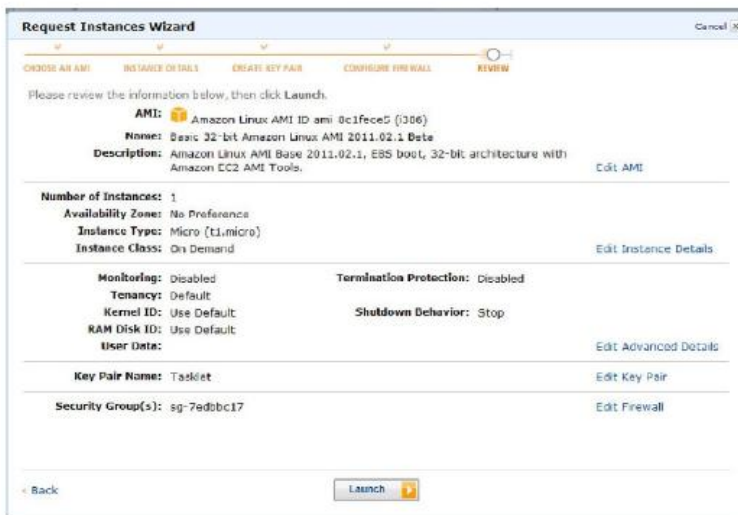 Request Instances Wizard
Cancel
CHOOSE AN AMI INSTANCE DETAILS CREATE KEY PAIR CONFIGURE FIREWALL REVIEW
Please review the information below, then click Launch.
AMI: Amazon Linux AMI ID ami-8c1fece5 (i386)
Name: Basic 32-bit Amazon Linux AMI 2011.02.1 Beta
Description: Amazon Linux AMI Base 2011.02.1, EBS boot, 32-bit architecture with
Amazon EC2 AMI Tools. Edit AMI
Number of Instances: 1
Availability Zone: No Preference
Instance Type: Micro (t1.micro)
Instance Class: On Demand Edit Instance Details
Monitoring: Disabled Termination Protection: Disabled
Tenancy: Default
Kernel ID: Use Default Shutdown Behavior: Stop
RAM Disk ID: Use Default
User Data: Edit Advanced Details
Key Pair Name: Tasklet Edit Key Pair
Security Group(s): sg-7edbbc17 Edit Firewall
Back Launch